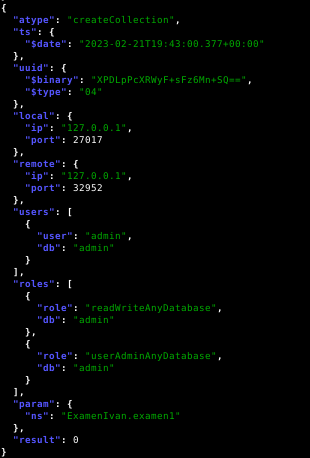 {
  "atype": "createCollection",
  "ts": {
    "$date": "2023-02-21T19:43:00.377+00:00"
  },
  "uuid": {
    "$binary": "XPDLpPcXRWyF+sFz6Mn+SQ==",
    "$type": "04"
  },
  "local": {
    "ip": "127.0.0.1",
    "port": 27017
  },
  "remote": {
    "ip": "127.0.0.1",
    "port": 32952
  },
  "users": [
    {
      "user": "admin",
      "db": "admin"
    }
  ],
  "roles": [
    {
      "role": "readWriteAnyDatabase",
      "db": "admin"
    },
    {
      "role": "userAdminAnyDatabase",
      "db": "admin"
    }
  ],
  "param": {
    "ns": "ExamenIvan.examen1"
  },
  "result": 0
}